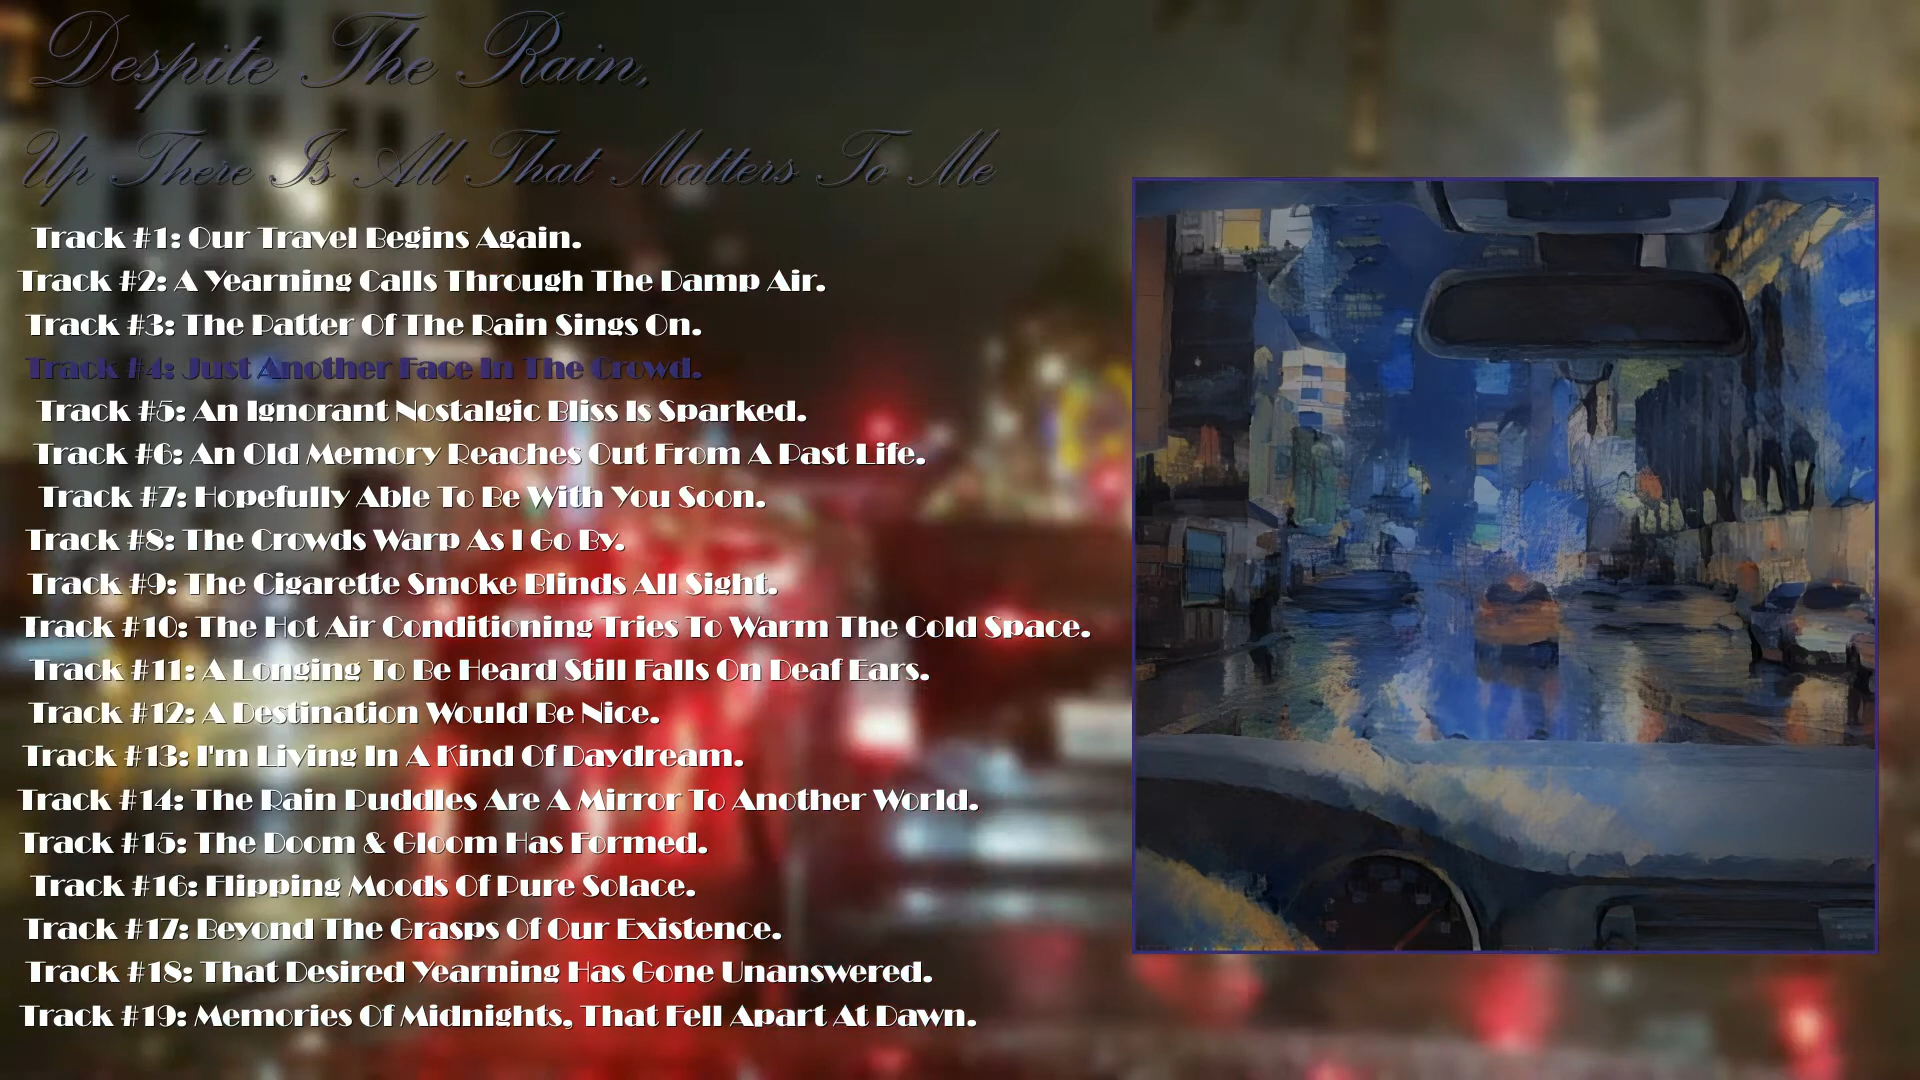 Despite The Rain,
Up There Is All That Matters To Me
Track #1: Our Travel Begins Again.
Track #2: A Yearning Calls Through The Damp Air.
Track #3: The Patter Of The Rain Sings On.
Track #4: Just Another Face In The Crowd.
Track #5: An Ignorant Nostalgic Bliss Is Sparked.
Track #6: An Old Memory Reaches Out From A Past Life.
Track #7: Hopefully Able To Be With You Soon.
Track #8: The Crowds Warp As I Go By.
Track #9: The Cigarette Smoke Blinds All Sight.
Track #10: The Hot Air Conditioning Tries To Warm The Cold Space.
Track #11: A Longing To Be Heard Still Falls On Deaf Ears.
Track #12: A Destination Would Be Nice.
Track #13: I'm Living In A Kind Of Daydream.
Track #14: The Rain Puddles Are A Mirror To Another World.
Track #15: The Doom & Gloom Has Formed.
Track #16: Flipping Moods Of Pure Solace.
Track #17: Beyond The Grasps Of Our Existence.
Track #18: That Desired Yearning Has Gone Unanswered.
Track #19: Memories Of Midnights, That Fell Apart At Dawn.